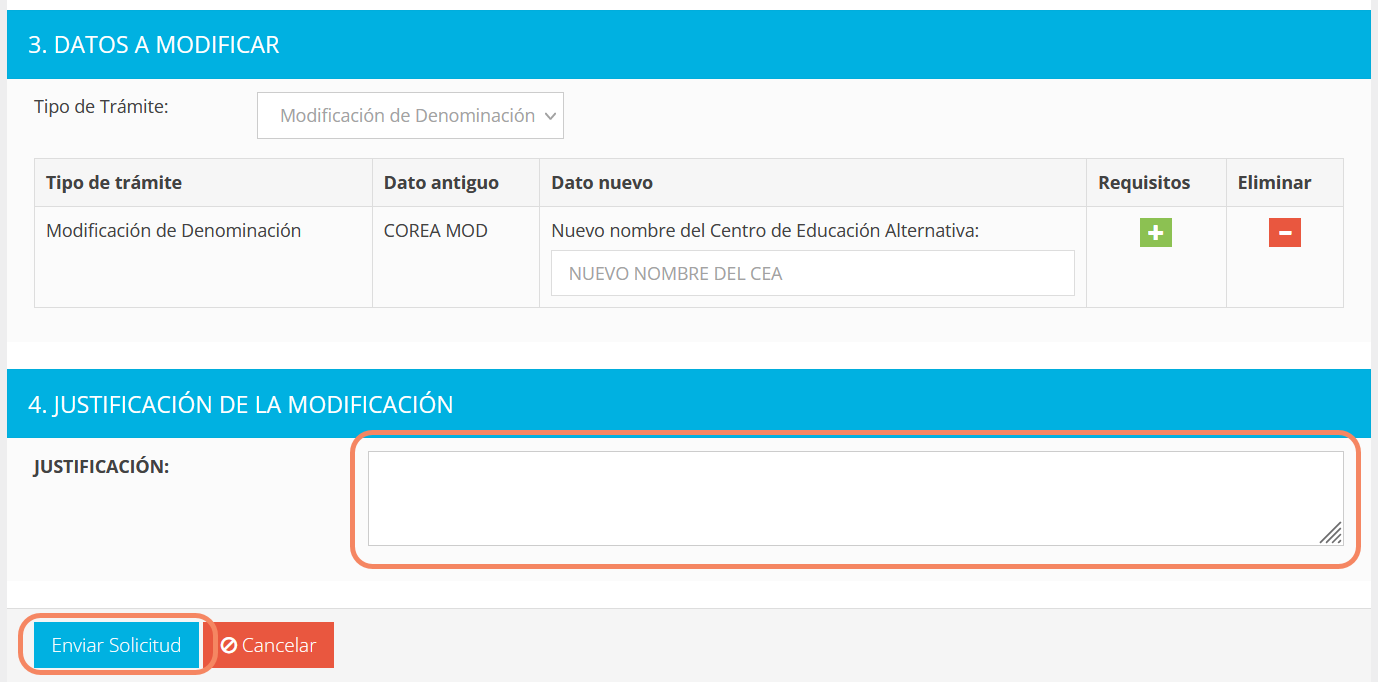 3. DATOS A MODIFICAR
Tipo de Trámite:
Modificación de Denominación
Tipo de trámite
Dato antiguo
Dato nuevo
Requisitos
Eliminar
Modificación de Denominación
COREA MOD
Nuevo nombre del Centro de Educación Alternativa:
NUEVO NOMBRE DEL CEA
4. JUSTIFICACIÓN DE LA MODIFICACIÓN
JUSTIFICACIÓN:
Enviar Solicitud
Cancelar